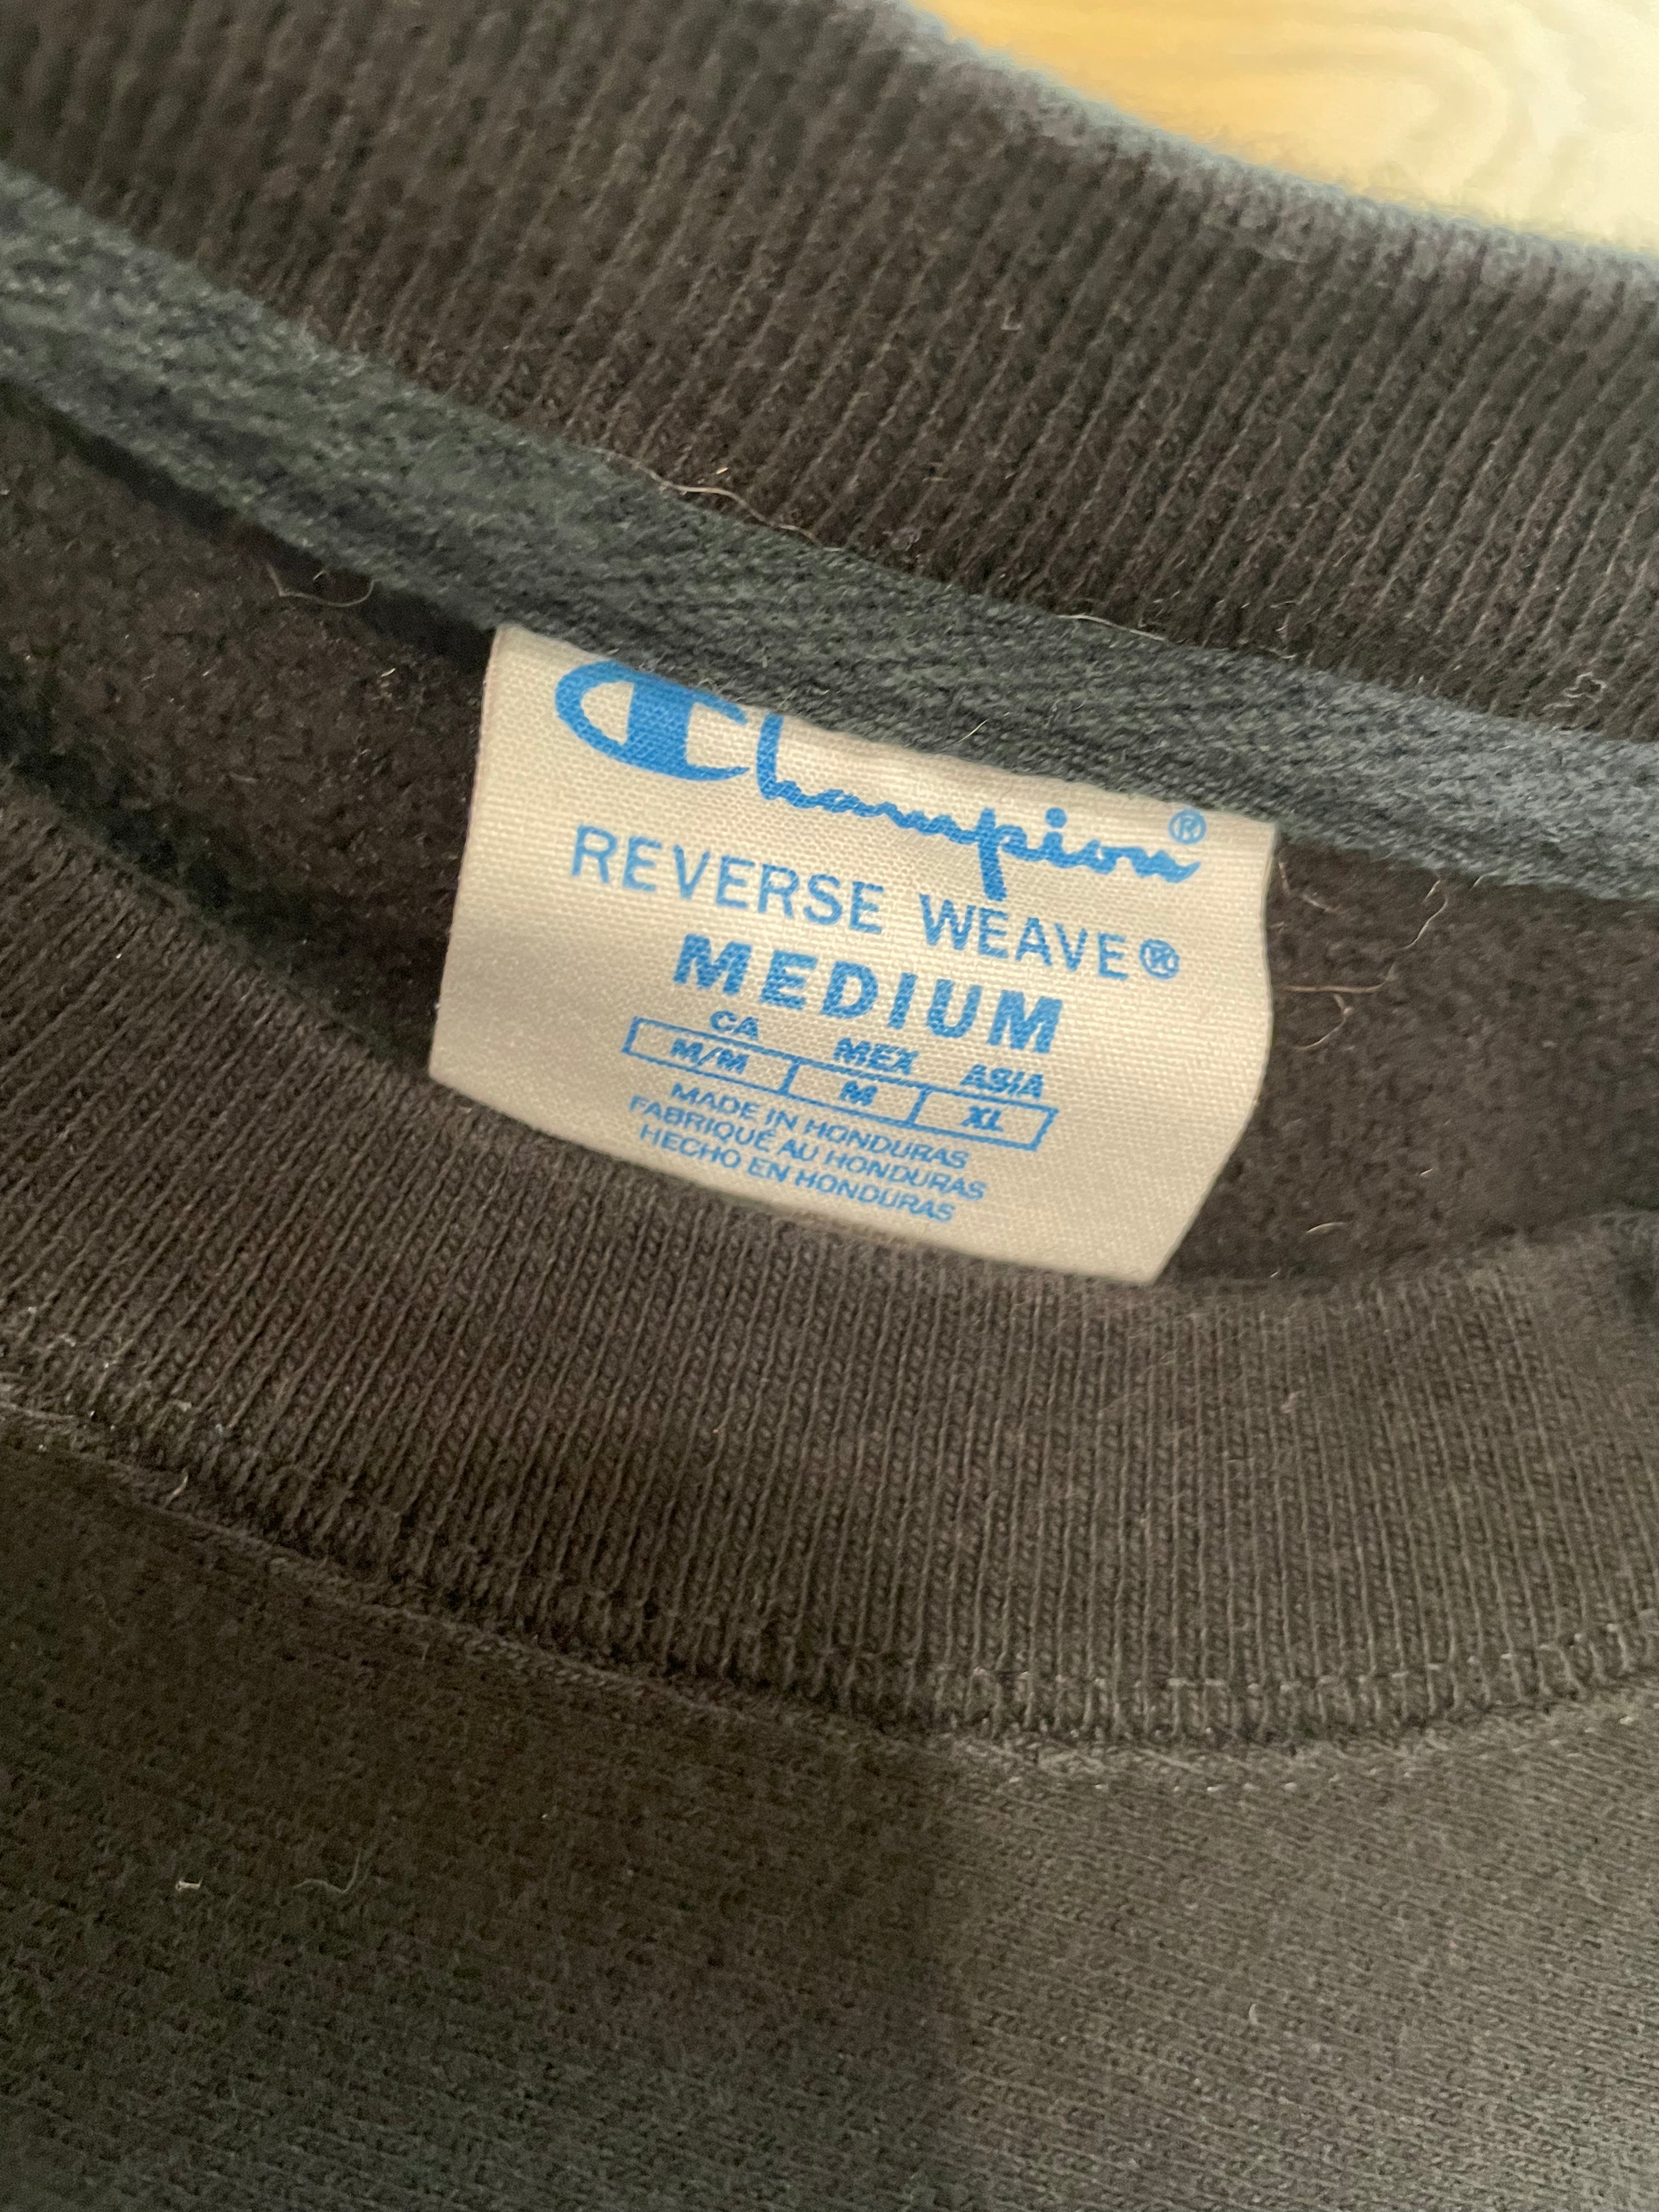 Champion®
REVERSE WEAVE®
MEDIUM
CA MEX ASIA
M/M M XL
MADE IN HONDURAS
FABRIQUÉ AU HONDURAS
HECHO EN HONDURAS